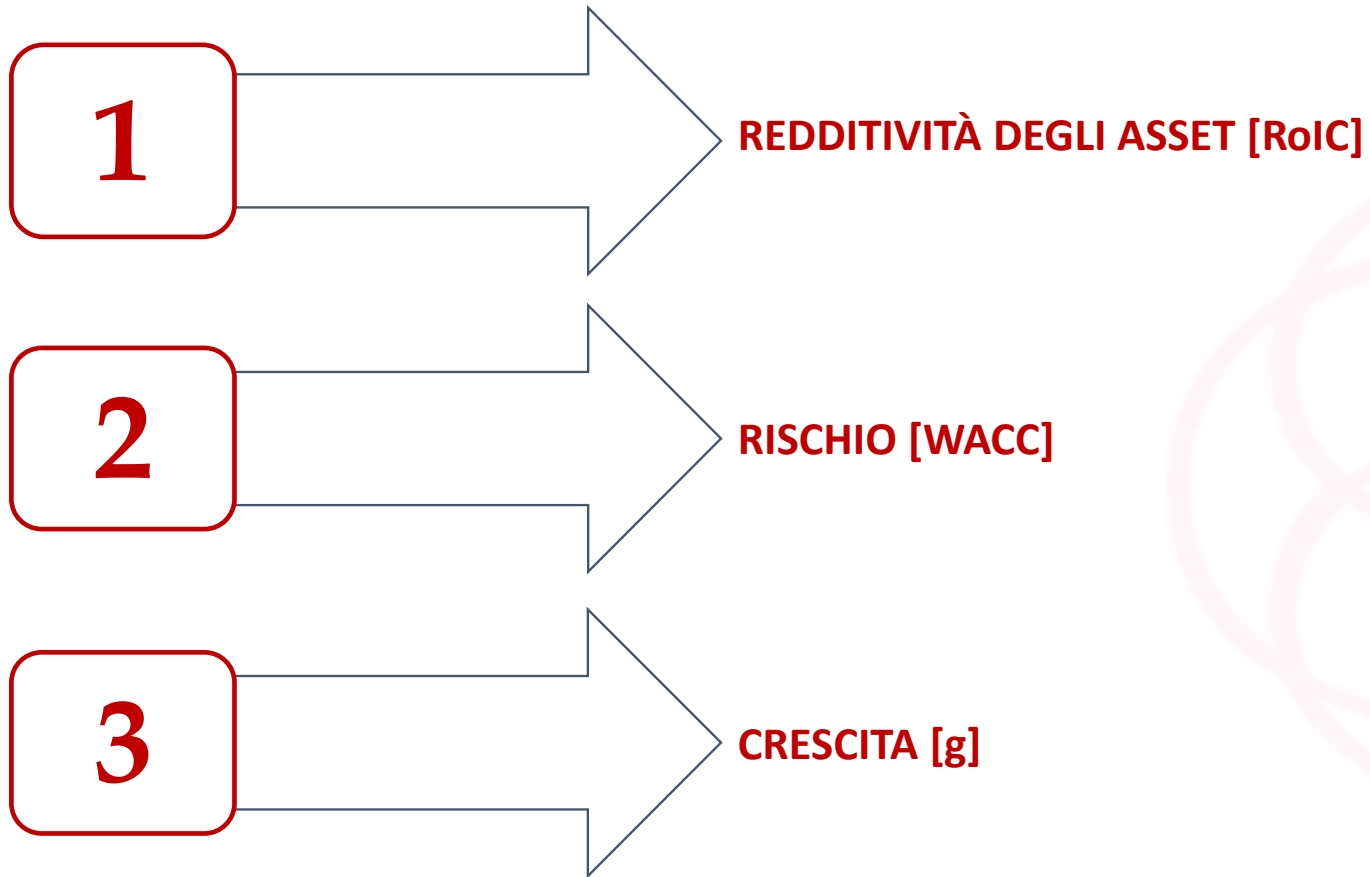 1
REDDITIVITÀ DEGLI ASSET [RoIC]
2
RISCHIO [WACC]
3
CRESCITA [g]